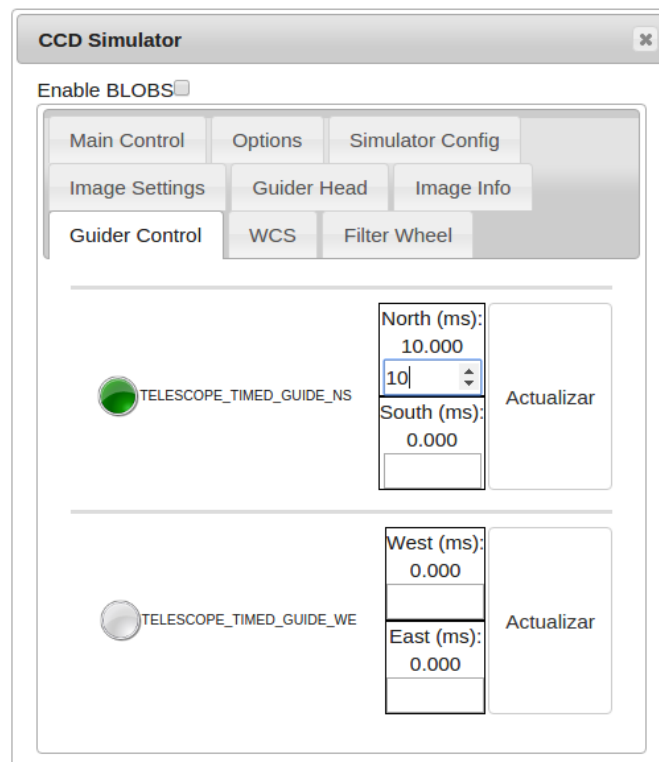 CCD Simulator
Enable BLOBS
Main Control Options Simulator Config
Image Settings Guider Head Image Info
Guider Control WCS Filter Wheel
North (ms):
10.000
10
TELESCOPE_TIMED_GUIDE_NS
Actualizar
South (ms):
0.000
West (ms):
0.000
TELESCOPE_TIMED_GUIDE_WE
Actualizar
East (ms):
0.000